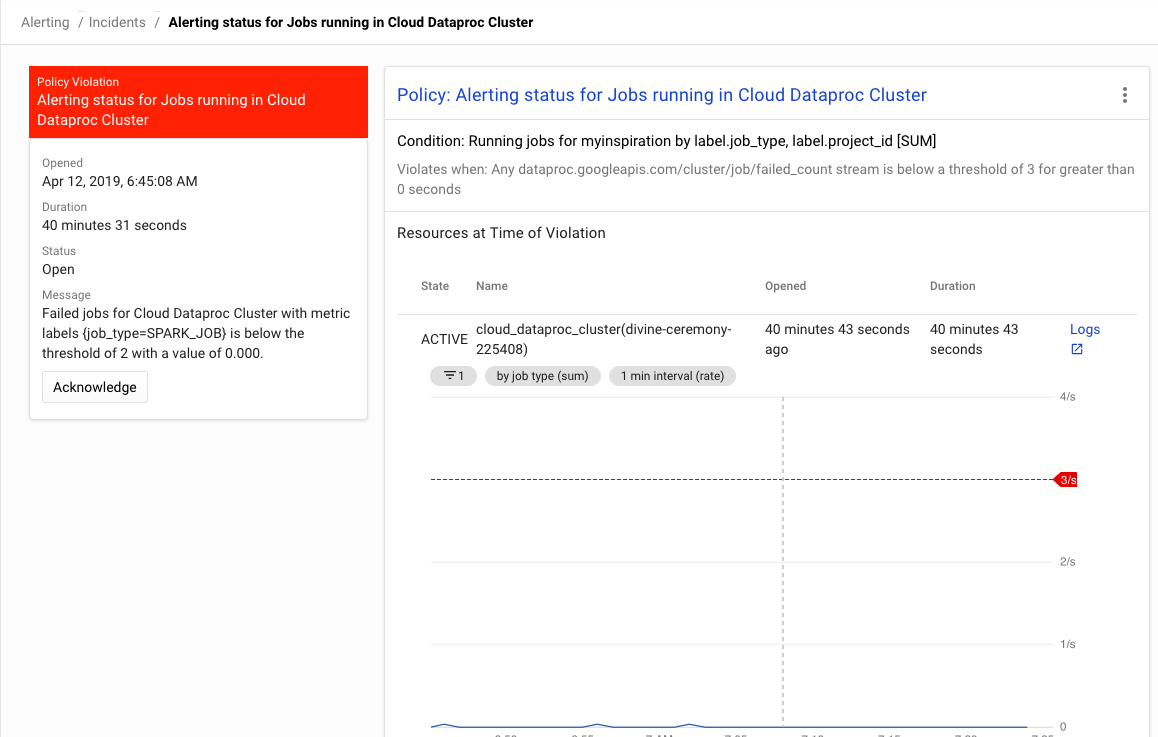 Alerting / Incidents / Alerting status for Jobs running in Cloud Dataproc Cluster
Policy Violation
Alerting status for Jobs running in Cloud
Dataproc Cluster
Opened
Apr 12, 2019, 6:45:08 AM
Duration
40 minutes 31 seconds
Status
Open
Message
Failed jobs for Cloud Dataproc Cluster with metric
labels {job_type=SPARK_JOB} is below the
threshold of 2 with a value of 0.000.
Acknowledge
Policy: Alerting status for Jobs running in Cloud Dataproc Cluster
Condition: Running jobs for myinspiration by label.job_type, label.project_id [SUM]
Violates when: Any dataproc.googleapis.com/cluster/job/failed_count stream is below a threshold of 3 for greater than
0 seconds
Resources at Time of Violation
State Name Opened Duration
ACTIVE cloud_dataproc_cluster(divine-ceremony-
225408) 40 minutes 43 seconds
ago 40 minutes 43
seconds Logs
1 by job type (sum) 1 min interval (rate)
4/s
3/s
2/s
1/s
0